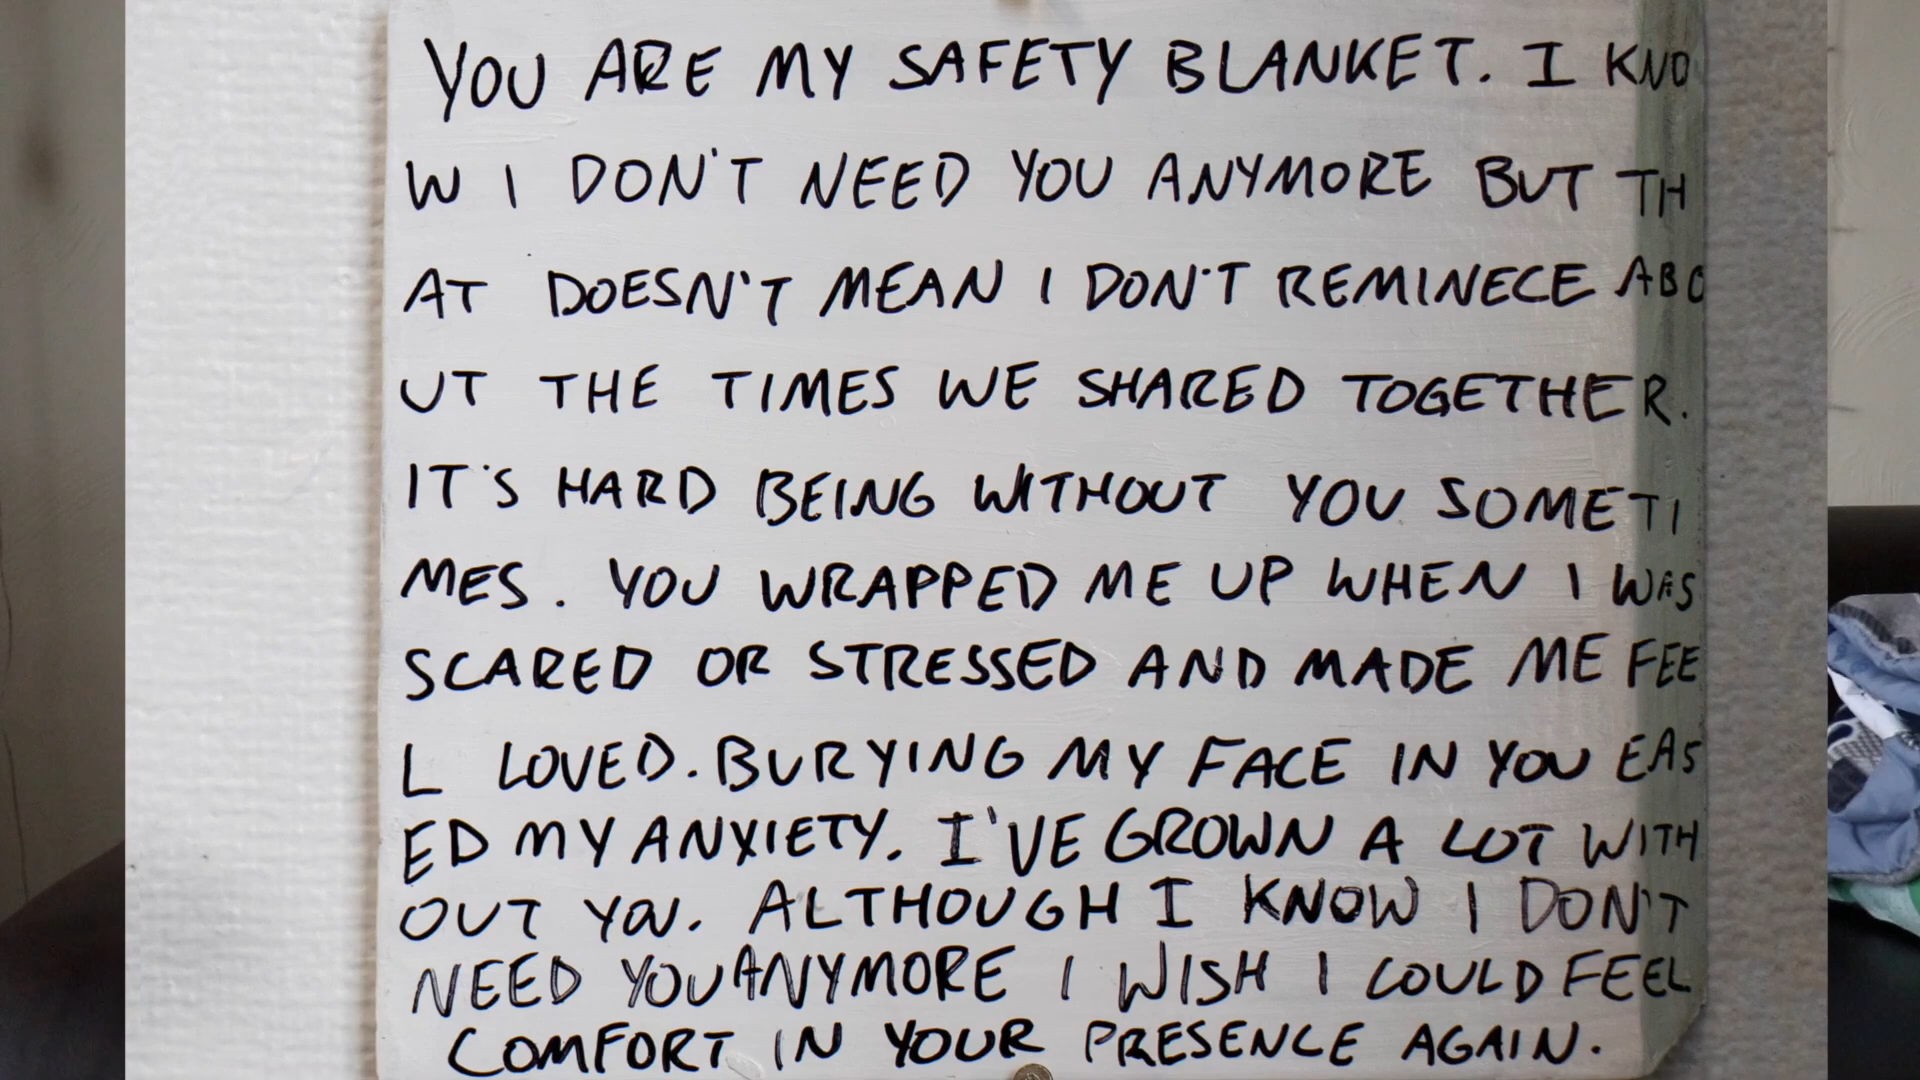 YOU ARE MY SAFETY BLANKET. I KNO
W I DON'T NEED YOU ANYMORE BUT TH
AT DOESN'T MEAN I DON'T REMINECE ABO
UT THE TIMES WE SHARED TOGETHER.
IT'S HARD BEING WITHOUT YOU SOMETI
MES. YOU WRAPPED ME UP WHEN I WAS
SCARED OR STRESSED AND MADE ME FEE
L LOVED. BURYING MY FACE IN YOU EAS
ED MY ANXIETY. I'VE GROWN A LOT WITH
OUT YOU. ALTHOUGH I KNOW I DON'T
NEED YOU ANYMORE I WISH I COULD FEEL
COMFORT IN YOUR PRESENCE AGAIN.